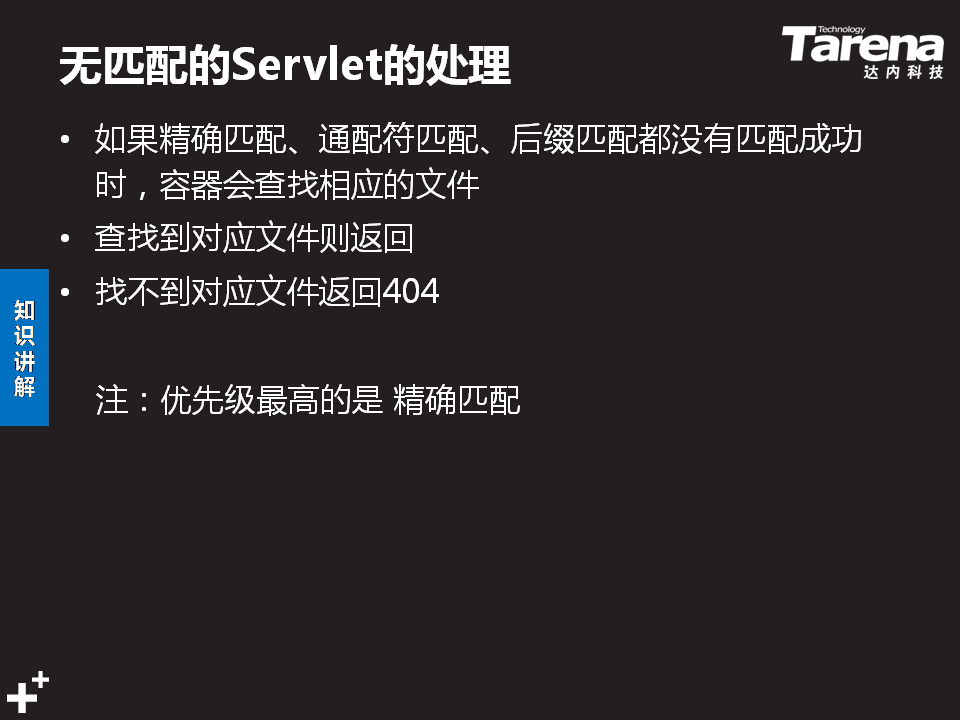 无匹配的Servlet的处理
Technology
Tarena
达内科技
• 如果精确匹配、通配符匹配、后缀匹配都没有匹配成功
时，容器会查找相应的文件
• 查找到对应文件则返回
• 找不到对应文件返回404
知
识
讲
解
注：优先级最高的是 精确匹配